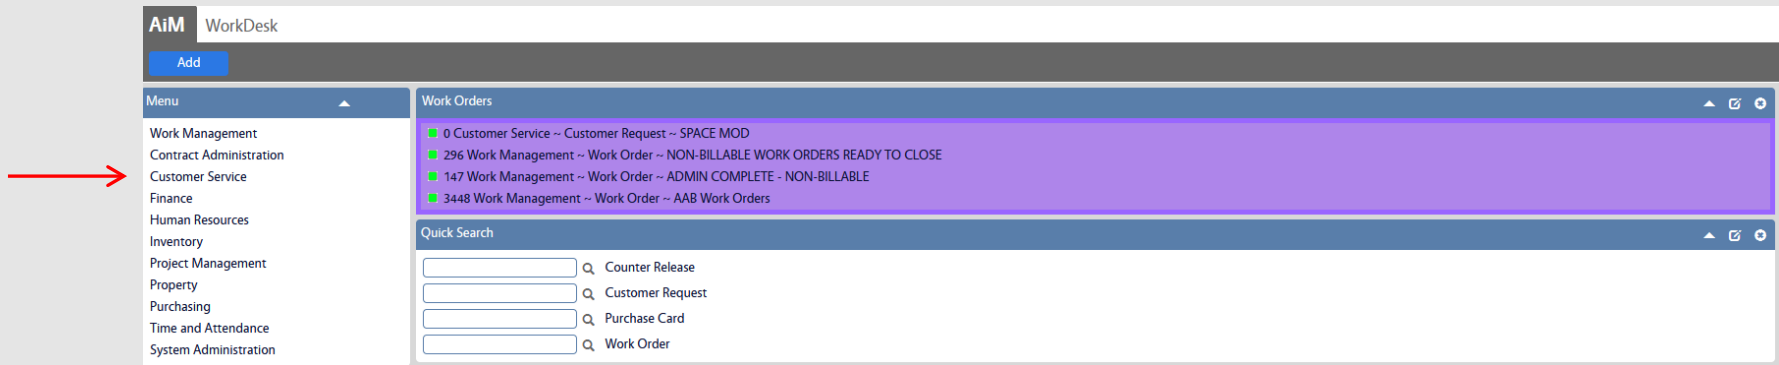 AiM WorkDesk
Add
Menu
Work Management
Contract Administration
Customer Service
Finance
Human Resources
Inventory
Project Management
Property
Purchasing
Time and Attendance
System Administration
Work Orders
0 Customer Service ~ Customer Request ~ SPACE MOD
296 Work Management ~ Work Order ~ NON-BILLABLE WORK ORDERS READY TO CLOSE
147 Work Management ~ Work Order ~ ADMIN COMPLETE - NON-BILLABLE
3448 Work Management ~ Work Order ~ AAB Work Orders
Quick Search
Counter Release
Customer Request
Purchase Card
Work Order